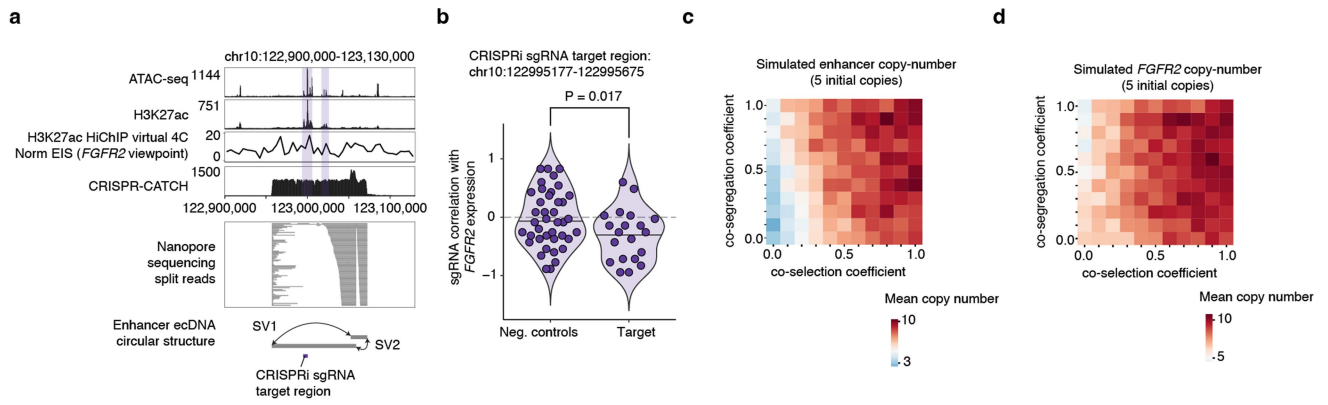 a
chr10:122,900,000-123,130,000
ATAC-seq
1144
H3K27ac
751
H3K27ac HiChIP virtual 4C
Norm EIS (FGFR2 viewpoint)
20
0
CRISPR-CATCH
1500
122,900,000
123,000,000
123,100,000
Nanopore
sequencing
split reads
Enhancer ecDNA
circular structure
SV1
SV2
CRISPRi sgRNA
target region
b
CRISPRi sgRNA target region:
chr10:122995177-122995675
P = 0.017
sgRNA correlation with
FGFR2 expression
1
0
−1
Neg. controls
Target
c
Simulated enhancer copy-number
(5 initial copies)
co-segregation coefficient
1.0
0.5
0.0
0.0
0.5
1.0
co-selection coefficient
Mean copy number
10
3
d
Simulated FGFR2 copy-number
(5 initial copies)
co-segregation coefficient
1.0
0.5
0.0
0.0
0.5
1.0
co-selection coefficient
Mean copy number
10
5